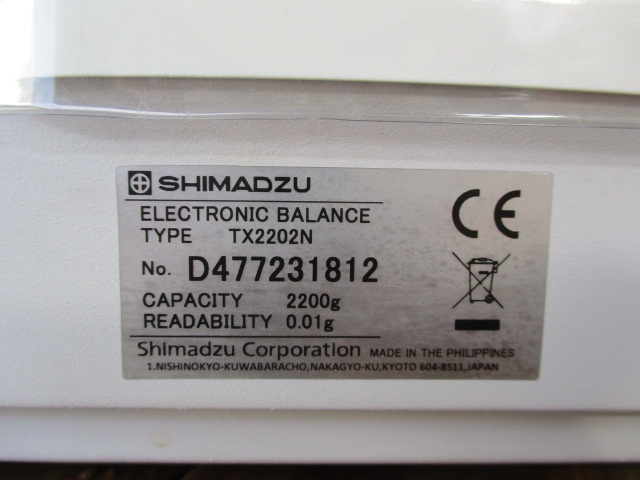 SHIMADZU
ELECTRONIC BALANCE
TYPE TX2202N
No. D477231812
CAPACITY 2200g
READABILITY 0.01g
Shimadzu Corporation MADE IN THE PHILIPPINES
1.NISHINOKYO-KUWABARACHO,NAKAGYO-KU,KYOTO 604-8511,JAPAN
CE